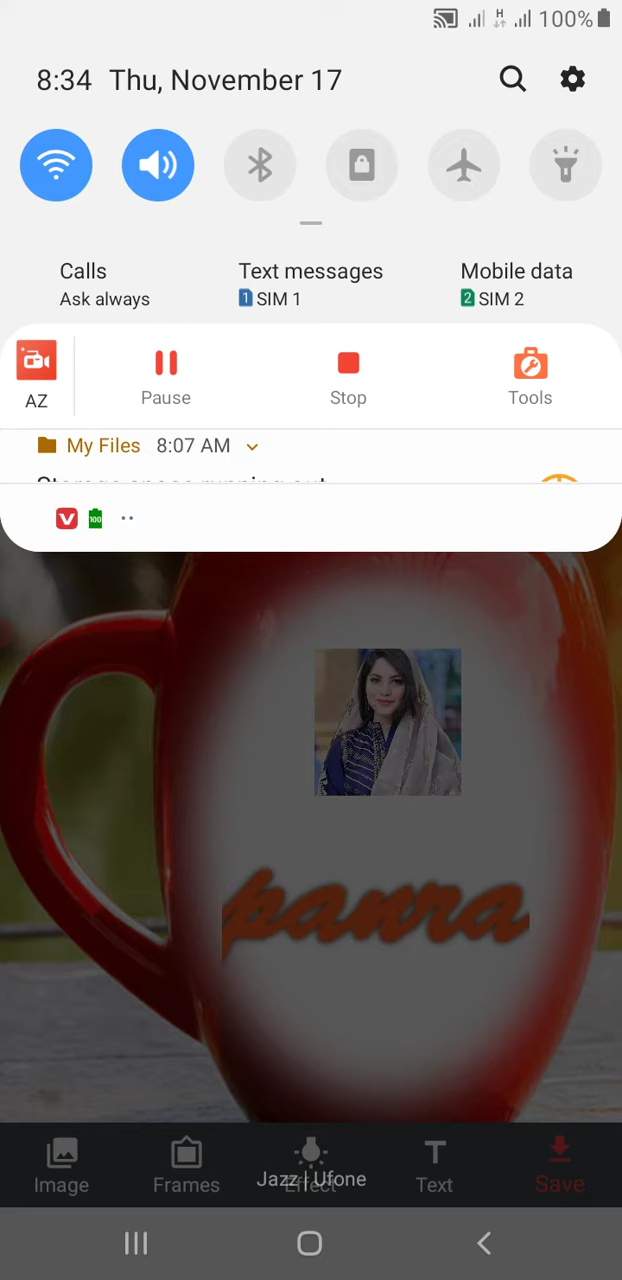 100%
8:34 Thu, November 17
Calls
Ask always
Text messages
1 SIM 1
Mobile data
2 SIM 2
AZ
Pause
Stop
Tools
My Files 8:07 AM
Storage space running out
100
panra
Image
Frames
Effect
Text
Save
Jazz | Ufone